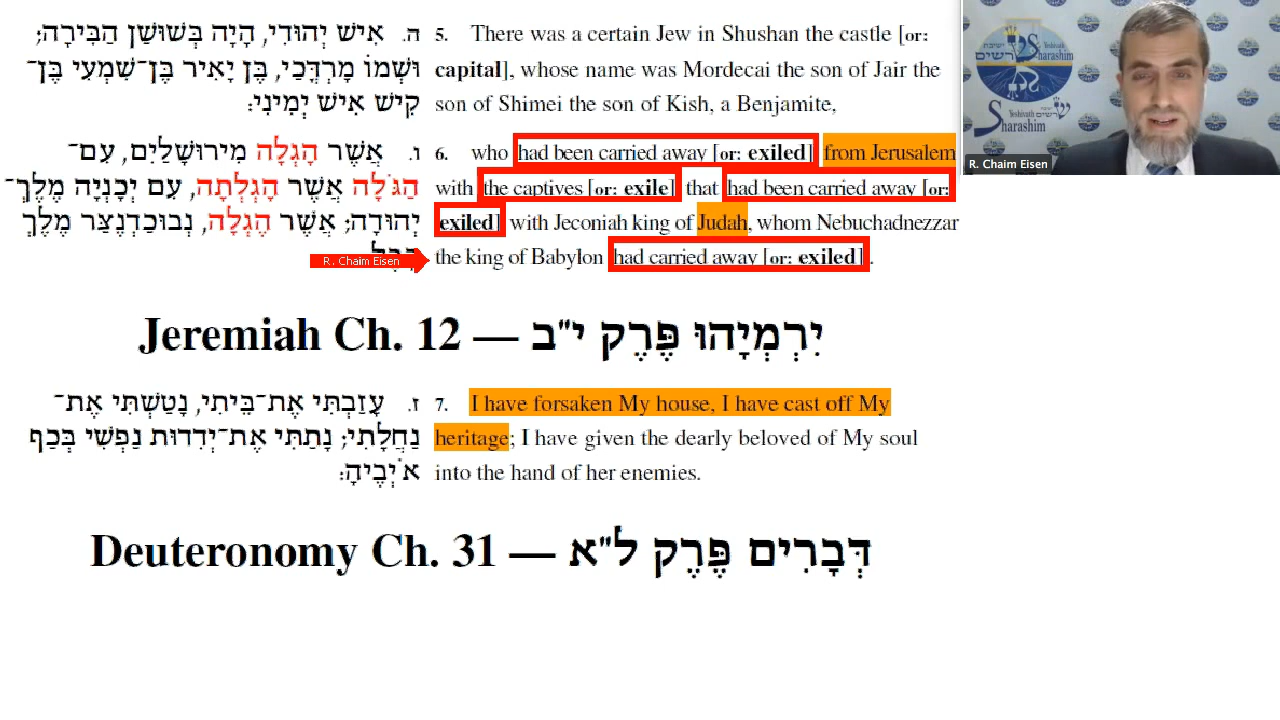 ה. אִישׁ יְהוּדִי, הָיָה בְּשׁוּשַׁן הַבִּירָה;
וּשְׁמוֹ מָרְדֳּכַי, בֶּן יָאִיר בֶּן־שִׁמְעִי בֶּן־
קִישׁ אִישׁ יְמִינִי׃
5. There was a certain Jew in Shushan the castle [or:
capital], whose name was Mordecai the son of Jair the
son of Shimei the son of Kish, a Benjamite,
ו. אֲשֶׁר הָגְלָה מִירוּשָׁלַיִם, עִם־
הַגֹּלָה אֲשֶׁר הָגְלְתָה, עִם יְכָנְיָה מֶלֶךְ־
יְהוּדָה; אֲשֶׁר הֶגְלָה, נְבוּכַדְנֶצַּר מֶלֶךְ
6. who had been carried away [or: exiled] from Jerusalem
with the captives [or: exile] that had been carried away [or:
exiled] with Jeconiah king of Judah, whom Nebuchadnezzar
the king of Babylon had carried away [or: exiled].
R. Chaim Eisen
Jeremiah Ch. 12 — יִרְמְיָהוּ פֶּרֶק י"ב
ז. עָזַבְתִּי אֶת־בֵּיתִי, נָטַשְׁתִּי אֶת־
נַחֲלָתִי; נָתַתִּי אֶת־יְדִדוּת נַפְשִׁי בְּכַף
אֹיְבֶיהָ׃
7. I have forsaken My house, I have cast off My
heritage; I have given the dearly beloved of My soul
into the hand of her enemies.
Deuteronomy Ch. 31 — דְּבָרִים פֶּרֶק ל"א
ישיבת
שרשים
Yeshivath
Sharashim
Yeshivath
Sharashim
R. Chaim Eisen